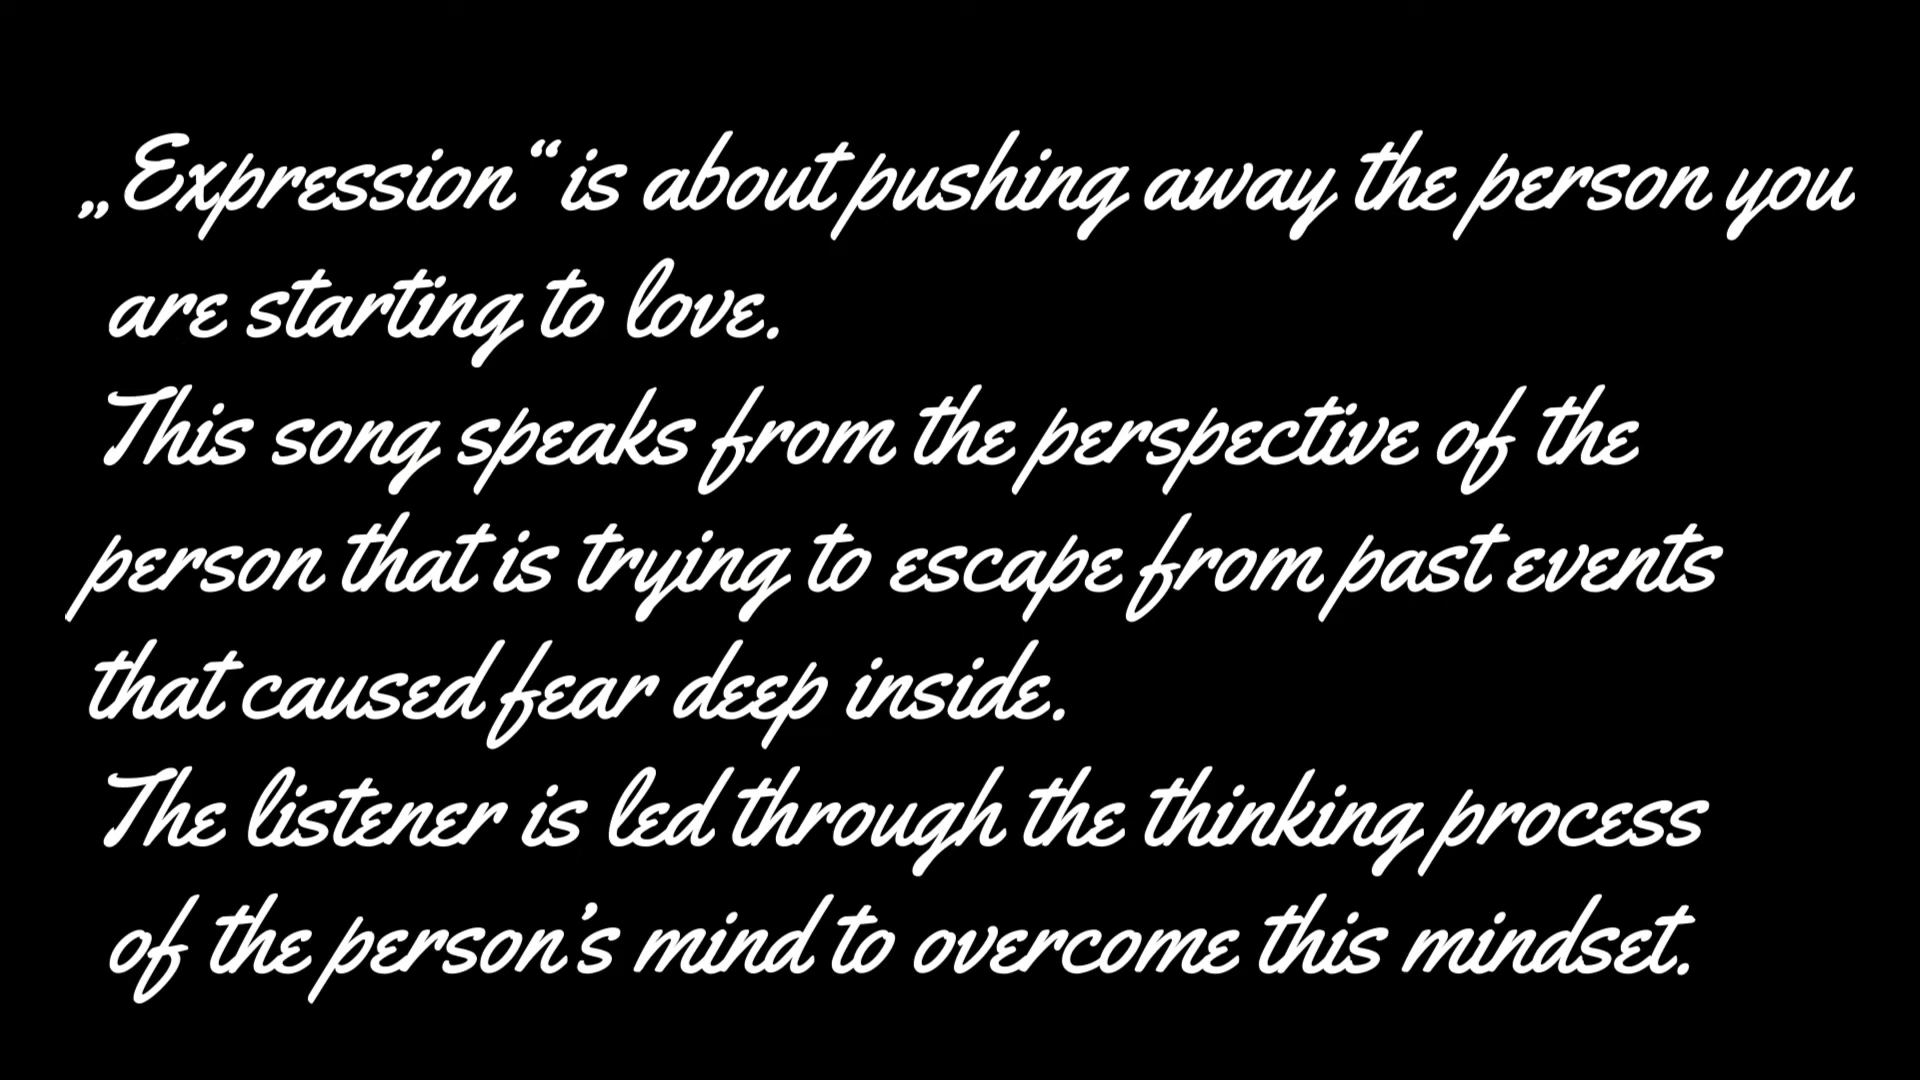 „Expression“ is about pushing away the person you
are starting to love.
This song speaks from the perspective of the
person that is trying to escape from past events
that caused fear deep inside.
The listener is led through the thinking process
of the person’s mind to overcome this mindset.